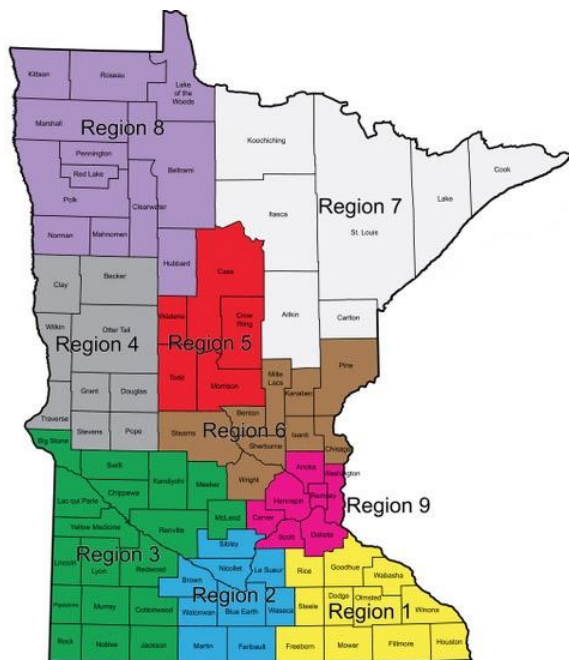 Kittson
Roseau
Lake
of the
Woods
Marshall
Region 8
Koochiching
Pennington
Cook
Red Lake
Beltrami
Lake
Polk
Clearwater
Itasca
Region 7
St. Louis
Norman
Mahnomen
Hubbard
Cass
Clay
Becker
Wadena
Crow
Wing
Aitkin
Carlton
Wilkin
Otter Tail
Region 4
Region 5
Todd
Pine
Mille
Lacs
Kanabec
Grant
Douglas
Morrison
Traverse
Stevens
Pope
Benton
Big Stone
Stearns
Region 6
Isanti
Sherburne
Chisago
Swift
Anoka
Washington
Kandiyohi
Meeker
Wright
Lac qui Parle
Chippewa
Hennepin
Ramsey
Region 9
Yellow Medicine
Renville
McLeod
Carver
Scott
Dakota
Sibley
Region 3
Lincoln
Lyon
Redwood
Nicollet
La Sueur
Rice
Goodhue
Wabasha
Brown
Region 2
Dodge
Olmsted
Pipestone
Murray
Cottonwood
Watonwan
Blue Earth
Waseca
Steele
Region 1
Winona
Rock
Nobles
Jackson
Martin
Faribault
Freeborn
Mower
Fillmore
Houston